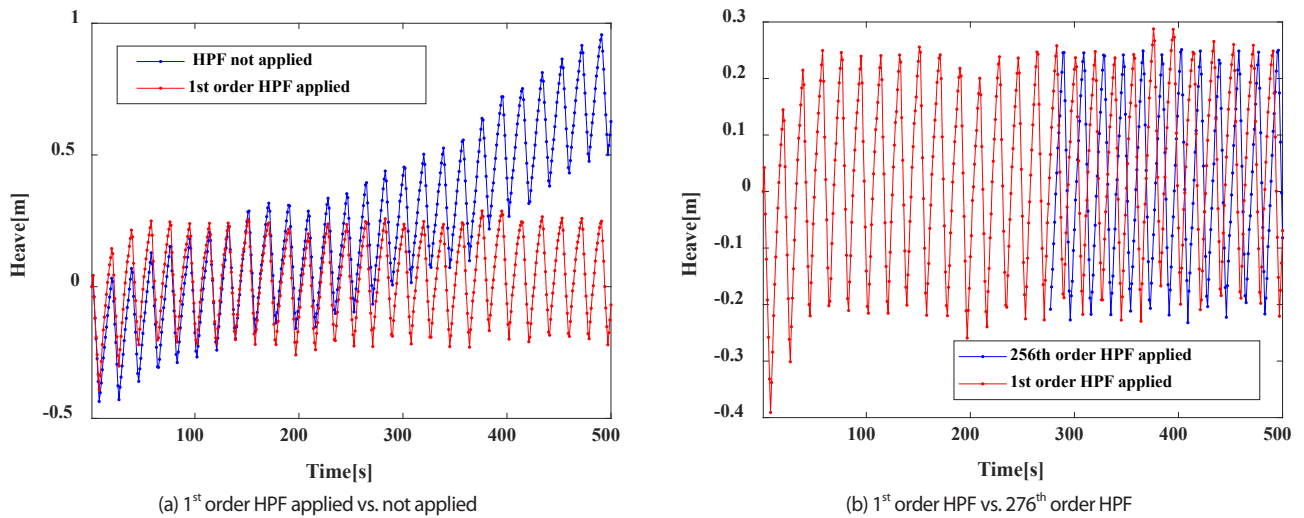 1
0.5
0
-0.5
Heave[m]
HPF not applied
1st order HPF applied
100 200 300 400 500
Time[s]
(a) 1st order HPF applied vs. not applied
0.3
0.2
0.1
0
-0.1
-0.2
-0.3
-0.4
Heave[m]
256th order HPF applied
1st order HPF applied
100 200 300 400 500
Time[s]
(b) 1st order HPF vs. 276th order HPF